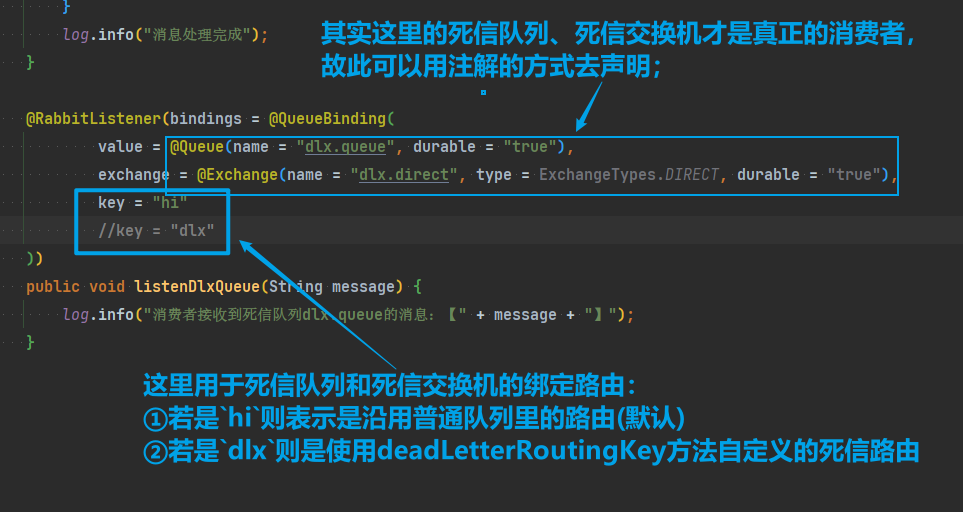 }
log.info("消息处理完成");
}
其实这里的死信队列、死信交换机才是真正的消费者，
故此可以用注解的方式去声明；
@RabbitListener(bindings = @QueueBinding(
value = @Queue(name = "dlx.queue", durable = "true"),
exchange = @Exchange(name = "dlx.direct", type = ExchangeTypes.DIRECT, durable = "true"),
key = "hi"
//key = "dlx"
))
public void listenDlxQueue(String message) {
log.info("消费者接收到死信队列dlx.queue的消息：【" + message + "】");
}
这里用于死信队列和死信交换机的绑定路由：
①若是`hi`则表示是沿用普通队列里的路由(默认)
②若是`dlx`则是使用deadLetterRoutingKey方法自定义的死信路由